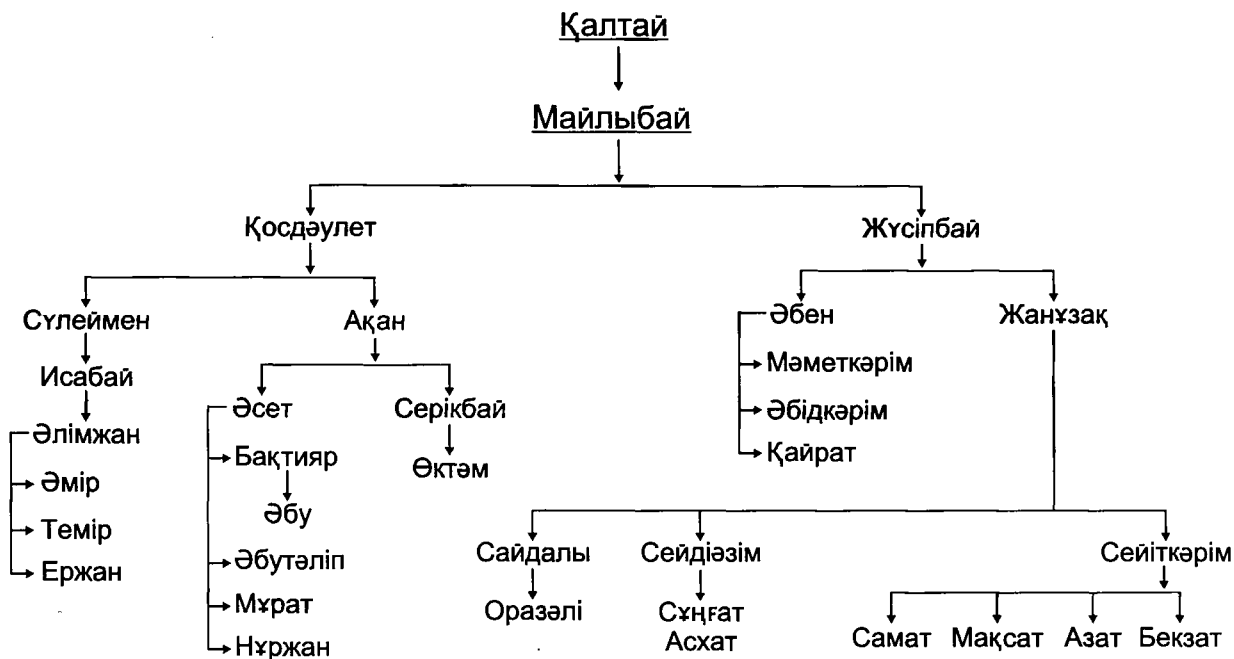 Қалтай
Майлыбай
Қосдәулет
Жүсіпбай
Сүлеймен
Ақан
Әбен
Жанұзақ
Исабай
Мәметкәрім
Әсет
Серікбай
Әбідкәрім
Әлімжан
Бақтияр
Өктәм
Қайрат
Әмір
Әбу
Темір
Әбутәліп
Сайдалы
Сейдіәзім
Сейіткәрім
Ержан
Мұрат
Оразәлі
Сұңғат
Асхат
Нұржан
Самат
Мақсат
Азат
Бекзат